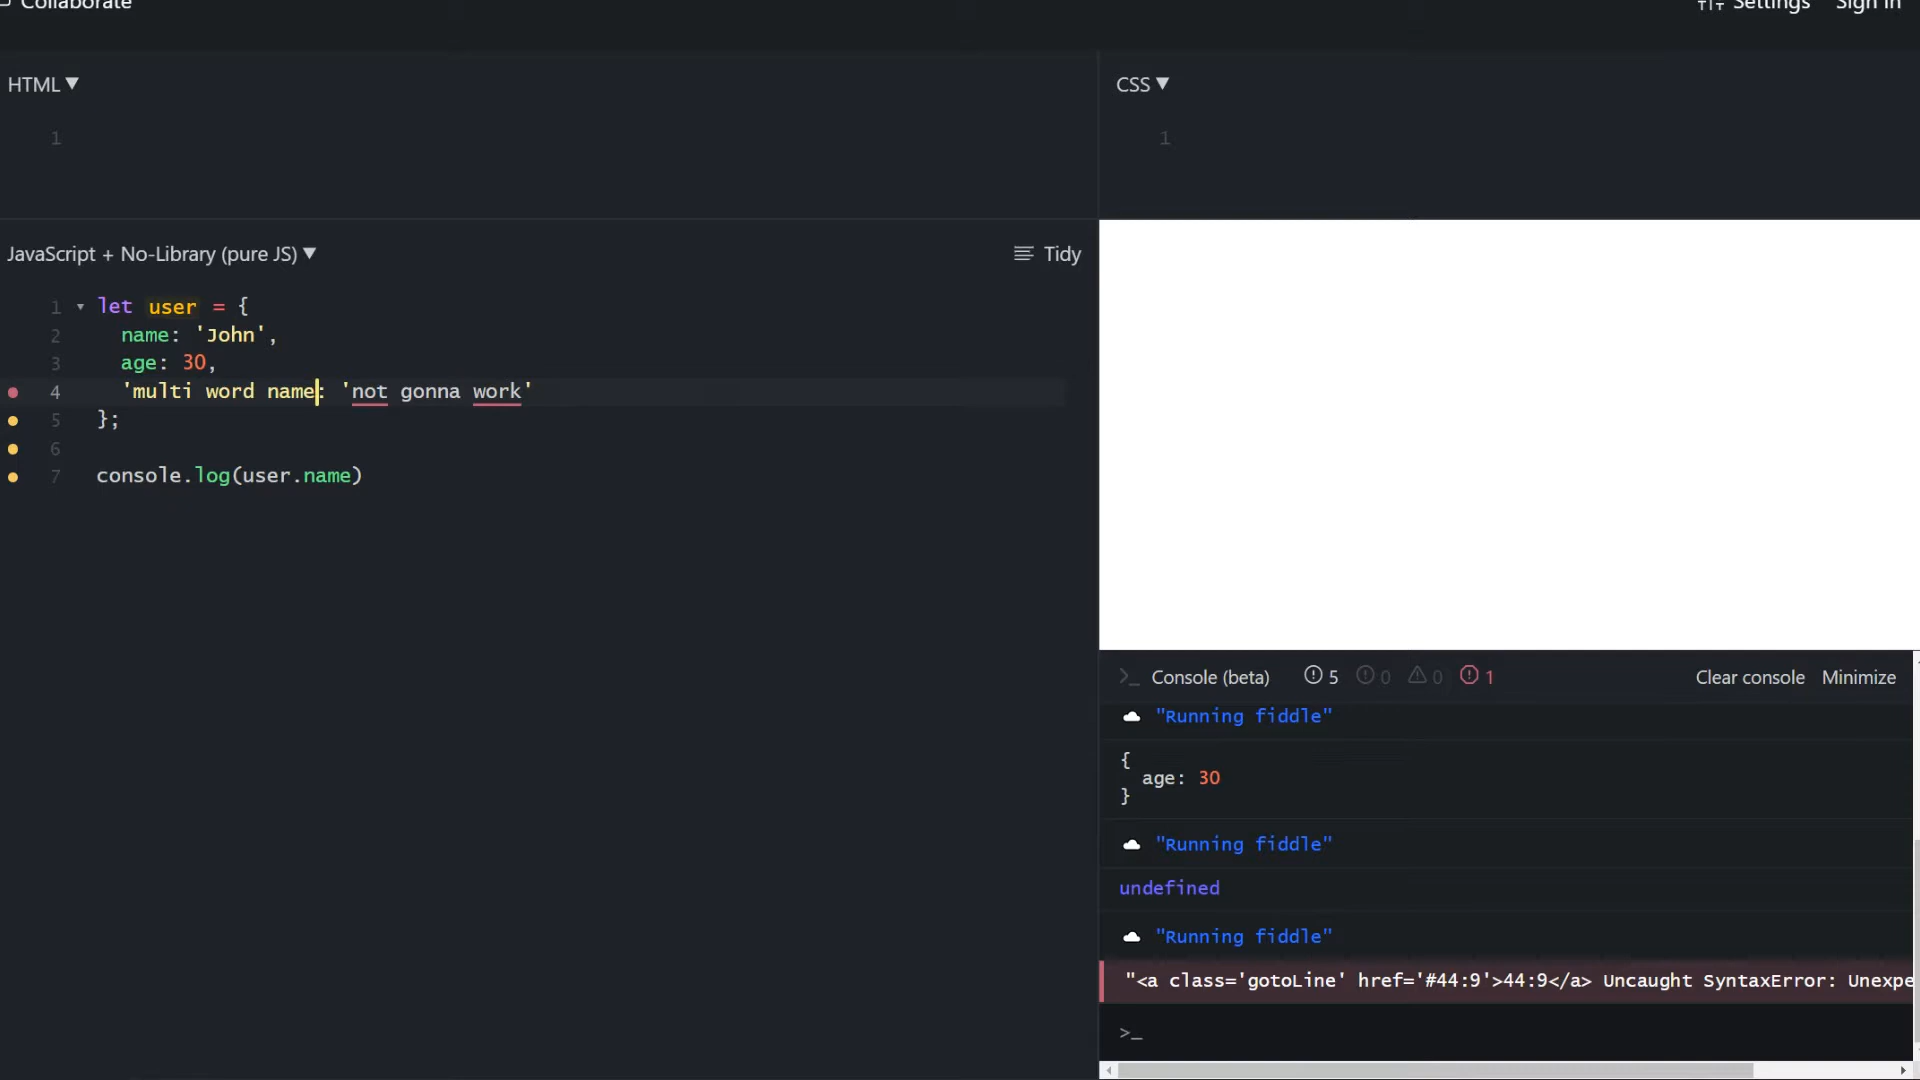 Collaborate
Settings
Sign in
HTML
1
CSS
1
JavaScript + No-Library (pure JS)
Tidy
1 let user = {
2 name: 'John',
3 age: 30,
4 'multi word name: 'not gonna work'
5 };
6
7 console.log(user.name)
>_ Console (beta) 5 0 0 1 Clear console Minimize
"Running fiddle"
{
age: 30
}
"Running fiddle"
undefined
"Running fiddle"
"<a class='gotoLine' href='#44:9'>44:9</a> Uncaught SyntaxError: Unexpe
>_